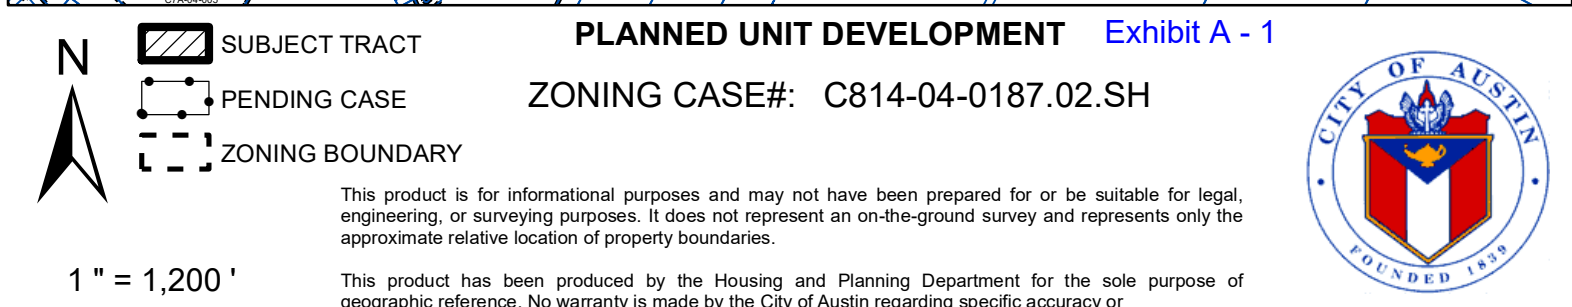 PLANNED UNIT DEVELOPMENT Exhibit A - 1
N
SUBJECT TRACT
PENDING CASE
ZONING BOUNDARY
ZONING CASE#: C814-04-0187.02.SH
This product is for informational purposes and may not have been prepared for or be suitable for legal,
engineering, or surveying purposes. It does not represent an on-the-ground survey and represents only the
approximate relative location of property boundaries.
1 " = 1,200 '
This product has been produced by the Housing and Planning Department for the sole purpose of
geographic reference. No warranty is made by the City of Austin regarding specific accuracy or
CITY OF AUSTIN
FOUNDED 1839